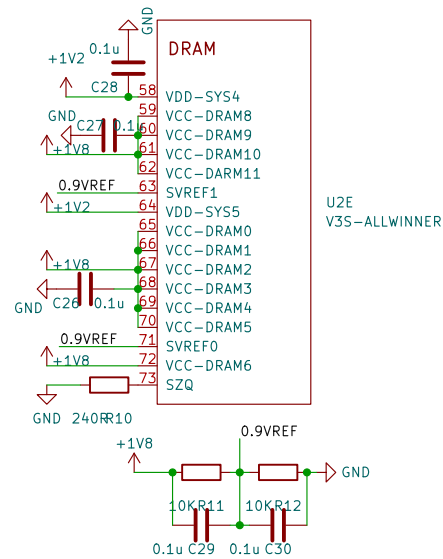 GND
DRAM
0.1u
+1V2
C28
58 VDD-SYS4
59 VCC-DRAM8
GND C27 0.1u 60 VCC-DRAM9
+1V8 61 VCC-DRAM10
62 VCC-DARM11
0.9VREF 63 SVREF1
+1V2 64 VDD-SYS5
U2E
V3S-ALLWINNER
65 VCC-DRAM0
66 VCC-DRAM1
+1V8 67 VCC-DRAM2
68 VCC-DRAM3
GND C26 0.1u 69 VCC-DRAM4
70 VCC-DRAM5
0.9VREF 71 SVREF0
+1V8 72 VCC-DRAM6
73 SZQ
GND 240R R10
0.9VREF
+1V8
GND
10K R11 10K R12
0.1u C29 0.1u C30